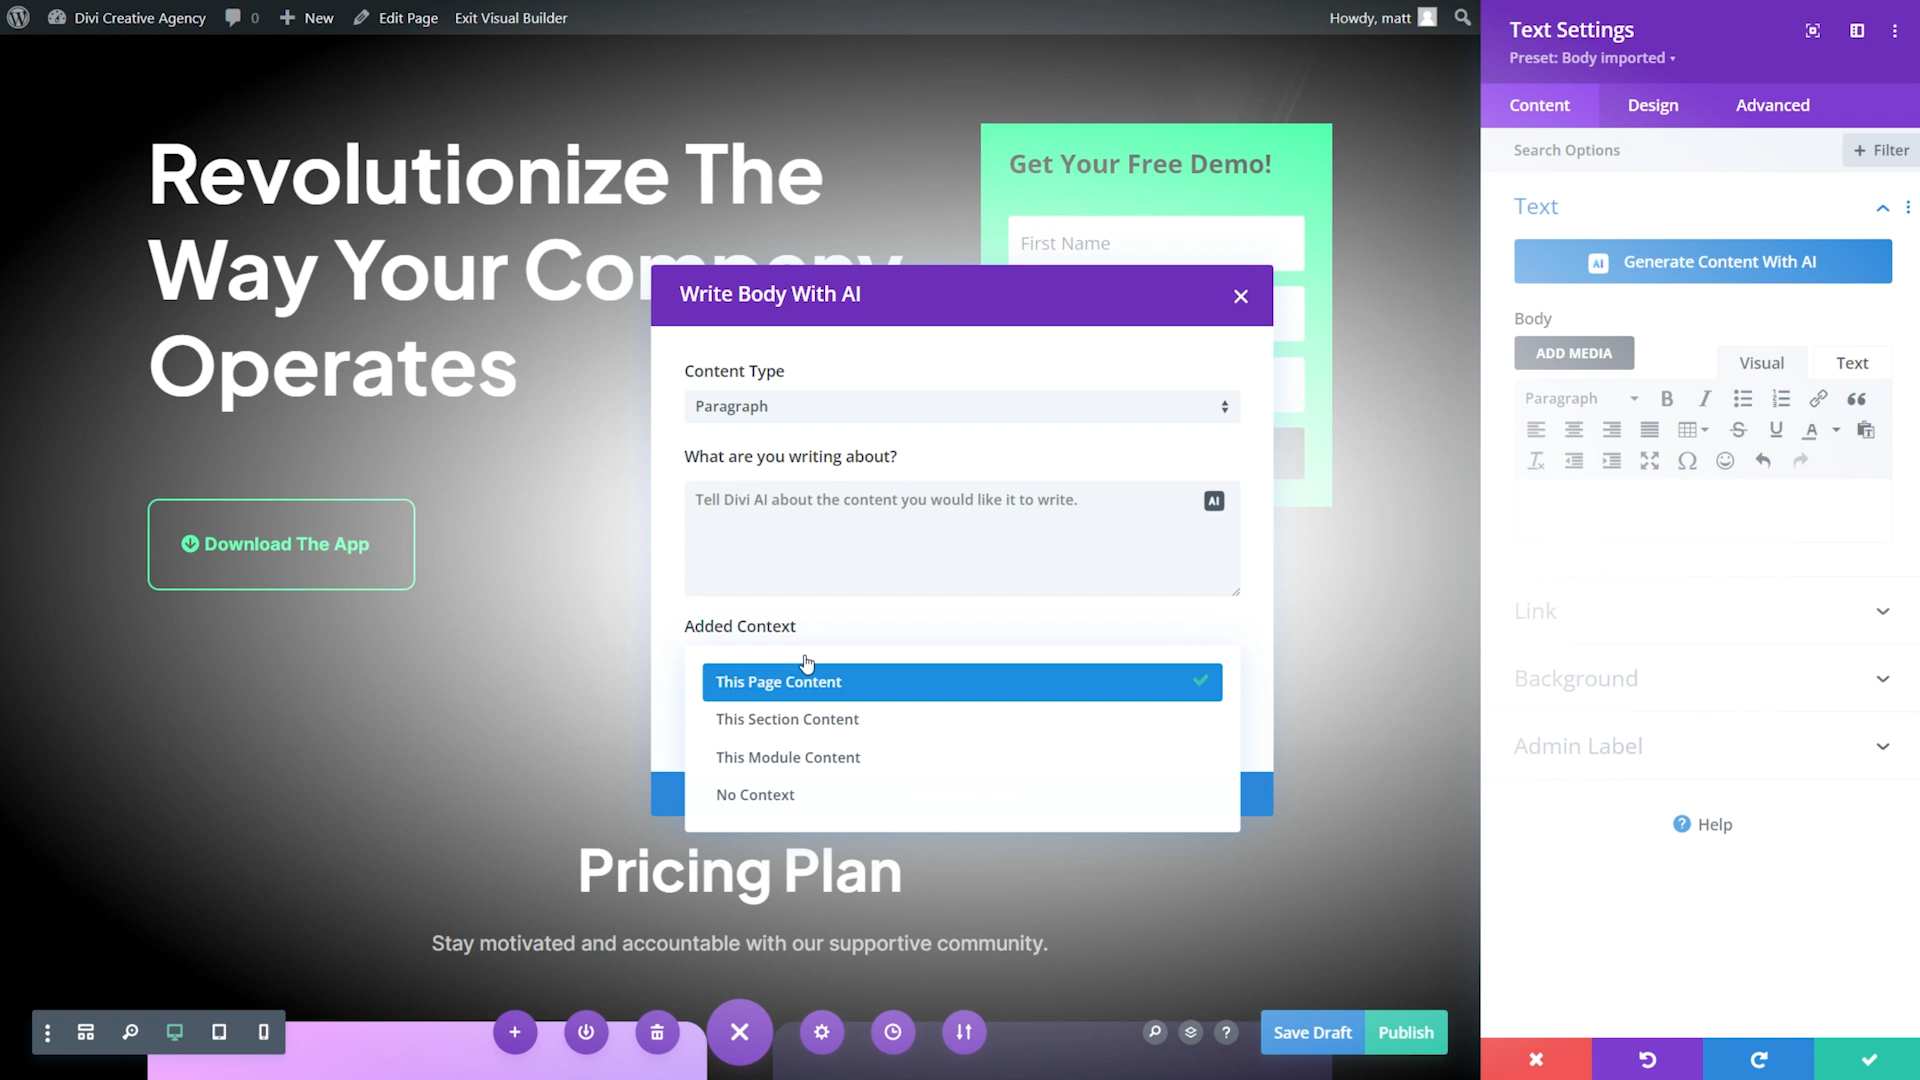 Divi Creative Agency 0 New Edit Page Exit Visual Builder Howdy, matt
Revolutionize The
Way Your Company
Operates
Download The App
Get Your Free Demo!
First Name
Write Body With AI
Content Type
Paragraph
What are you writing about?
Tell Divi AI about the content you would like it to write.
AI
Added Context
This Page Content
This Section Content
This Module Content
No Context
Pricing Plan
Stay motivated and accountable with our supportive community.
Save Draft Publish
Text Settings
Preset: Body imported
Content Design Advanced
Search Options + Filter
Text
AI Generate Content With AI
Body
ADD MEDIA Visual Text
Paragraph B I
U A
Link
Background
Admin Label
? Help